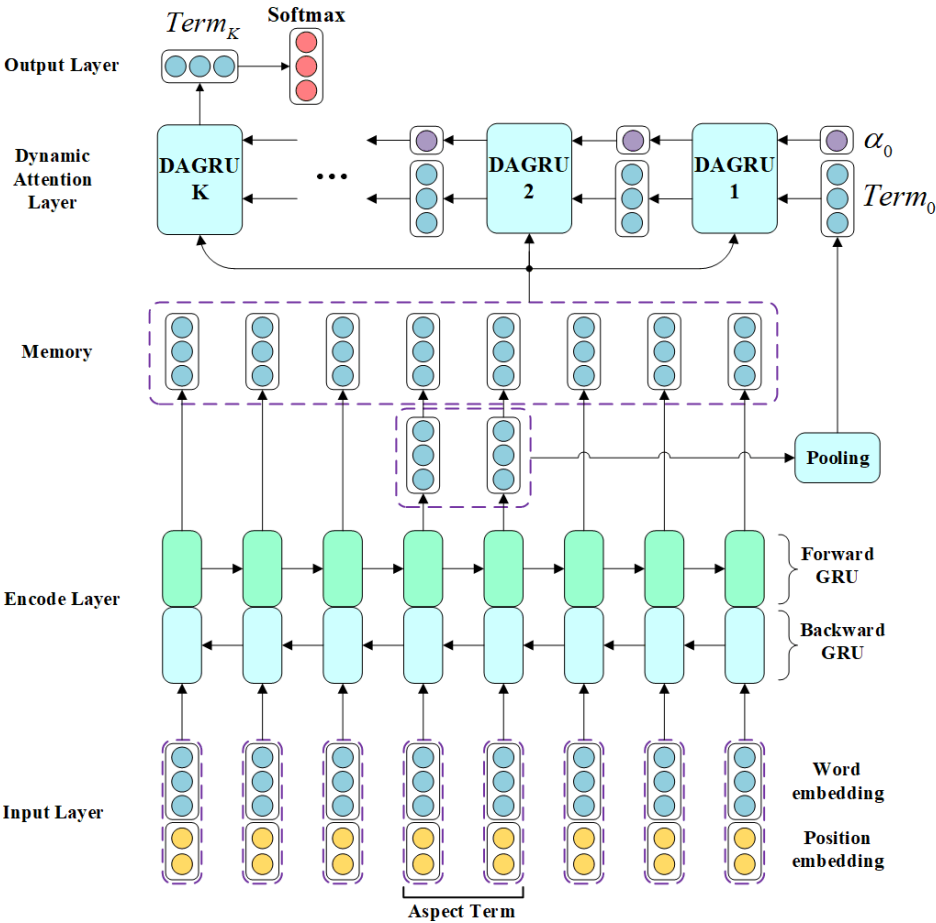 Softmax
Term_K
Output Layer
α_0
Dynamic
Attention
Layer
DAGRU
K
...
DAGRU
2
DAGRU
1
Term_0
Memory
Pooling
Forward
GRU
Encode Layer
Backward
GRU
Word
embedding
Input Layer
Position
embedding
Aspect Term